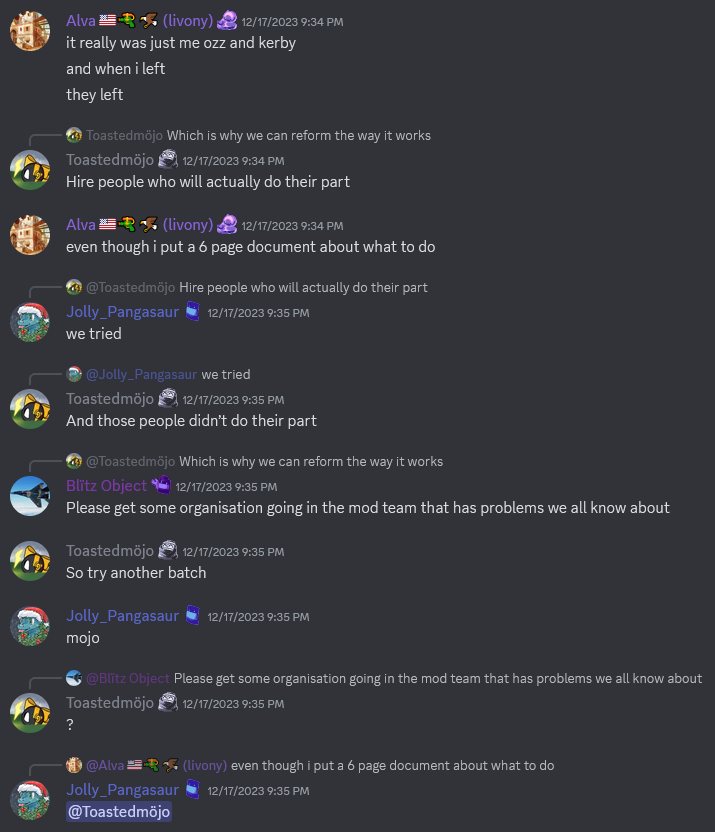 Alva (livony) 12/17/2023 9:34 PM
it really was just me ozz and kerby
and when i left
they left
Toastedmöjo Which is why we can reform the way it works
Toastedmöjo 12/17/2023 9:34 PM
Hire people who will actually do their part
Alva (livony) 12/17/2023 9:34 PM
even though i put a 6 page document about what to do
@Toastedmöjo Hire people who will actually do their part
Jolly_Pangasaur 12/17/2023 9:35 PM
we tried
@Jolly_Pangasaur we tried
Toastedmöjo 12/17/2023 9:35 PM
And those people didn't do their part
@Toastedmöjo Which is why we can reform the way it works
Blïtz Object 12/17/2023 9:35 PM
Please get some organisation going in the mod team that has problems we all know about
Toastedmöjo 12/17/2023 9:35 PM
So try another batch
Jolly_Pangasaur 12/17/2023 9:35 PM
mojo
@Blïtz Object Please get some organisation going in the mod team that has problems we all know about
Toastedmöjo 12/17/2023 9:35 PM
?
@Alva (livony) even though i put a 6 page document about what to do
Jolly_Pangasaur 12/17/2023 9:35 PM
@Toastedmöjo